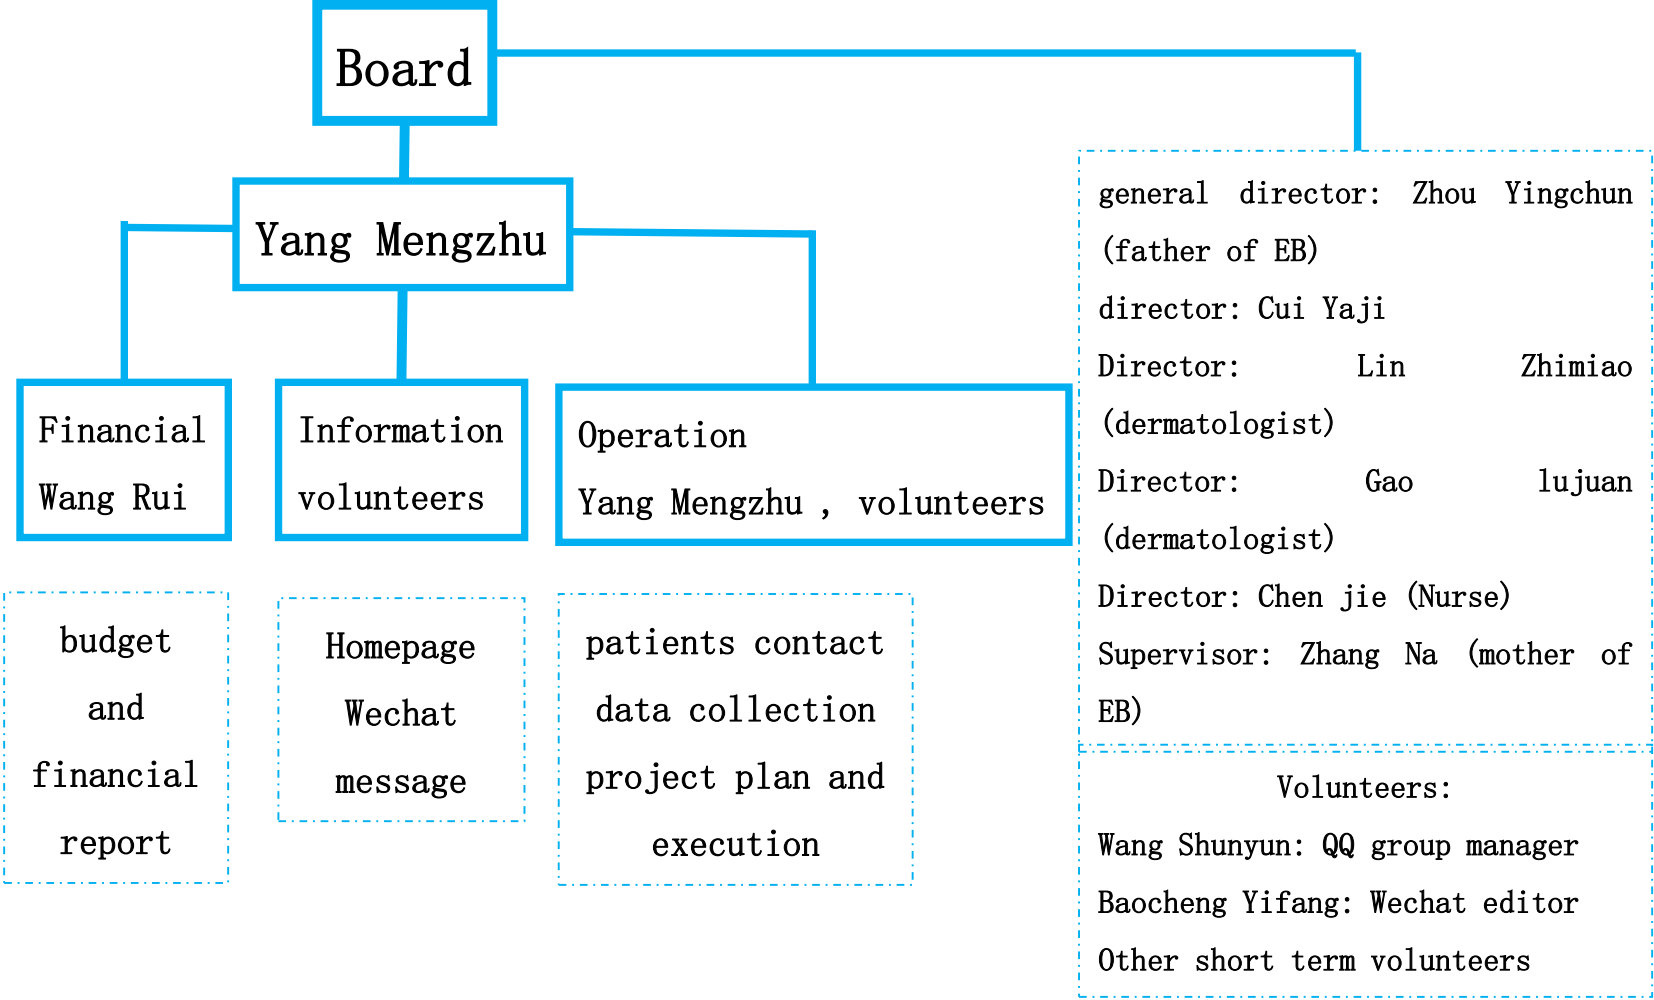 Board
Yang Mengzhu
Financial
Wang Rui
Information
volunteers
Operation
Yang Mengzhu , volunteers
budget
and
financial
report
Homepage
Wechat
message
patients contact
data collection
project plan and
execution
general director: Zhou Yingchun
(father of EB)
director: Cui Yaji
Director: Lin Zhimiao
(dermatologist)
Director: Gao lujuan
(dermatologist)
Director: Chen jie (Nurse)
Supervisor: Zhang Na (mother of
EB)
Volunteers:
Wang Shunyun: QQ group manager
Baocheng Yifang: Wechat editor
Other short term volunteers